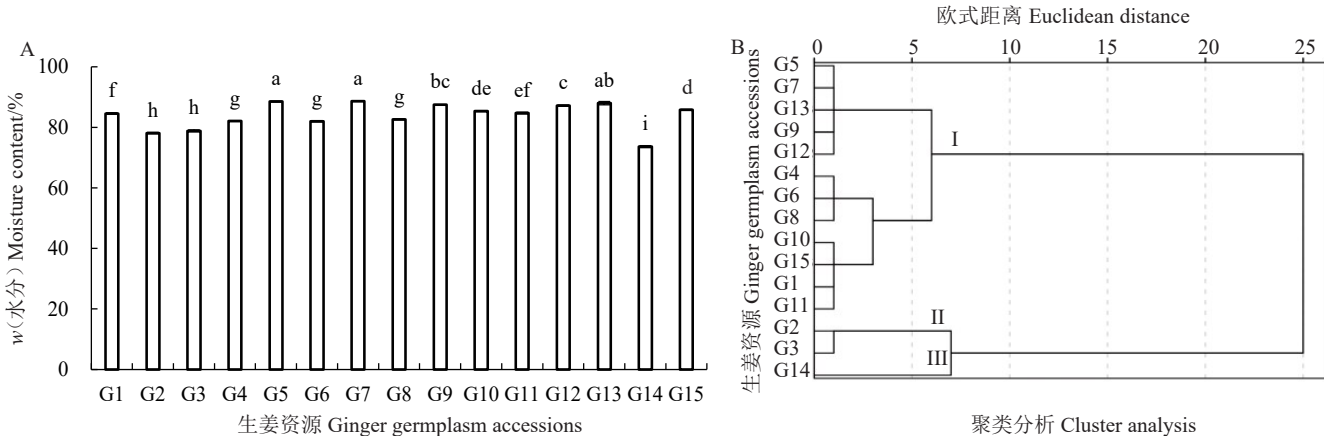 A
w(水分) Moisture content/%
100
80
60
40
20
0
f h h g a g a g bc de ef c ab i d
G1 G2 G3 G4 G5 G6 G7 G8 G9 G10 G11 G12 G13 G14 G15
生姜资源 Ginger germplasm accessions
欧式距离 Euclidean distance
B
0 5 10 15 20 25
生姜资源 Ginger germplasm accessions
G5
G7
G13
G9
G12
G4
G6
G8
G10
G15
G1
G11
G2
G3
G14
I
II
III
聚类分析 Cluster analysis